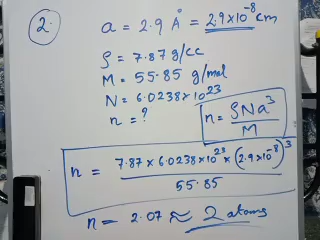 2.
a = 2.9 Å = 2.9×10⁻⁸ cm
ρ = 7.87 g/cc
M = 55.85 g/mol
N = 6.0238×10²³
n = ?
n = ρNa³ / M
n = 7.87 × 6.0238×10²³ × (2.9×10⁻⁸)³ / 55.85
n = 2.07 ≈ 2 atoms